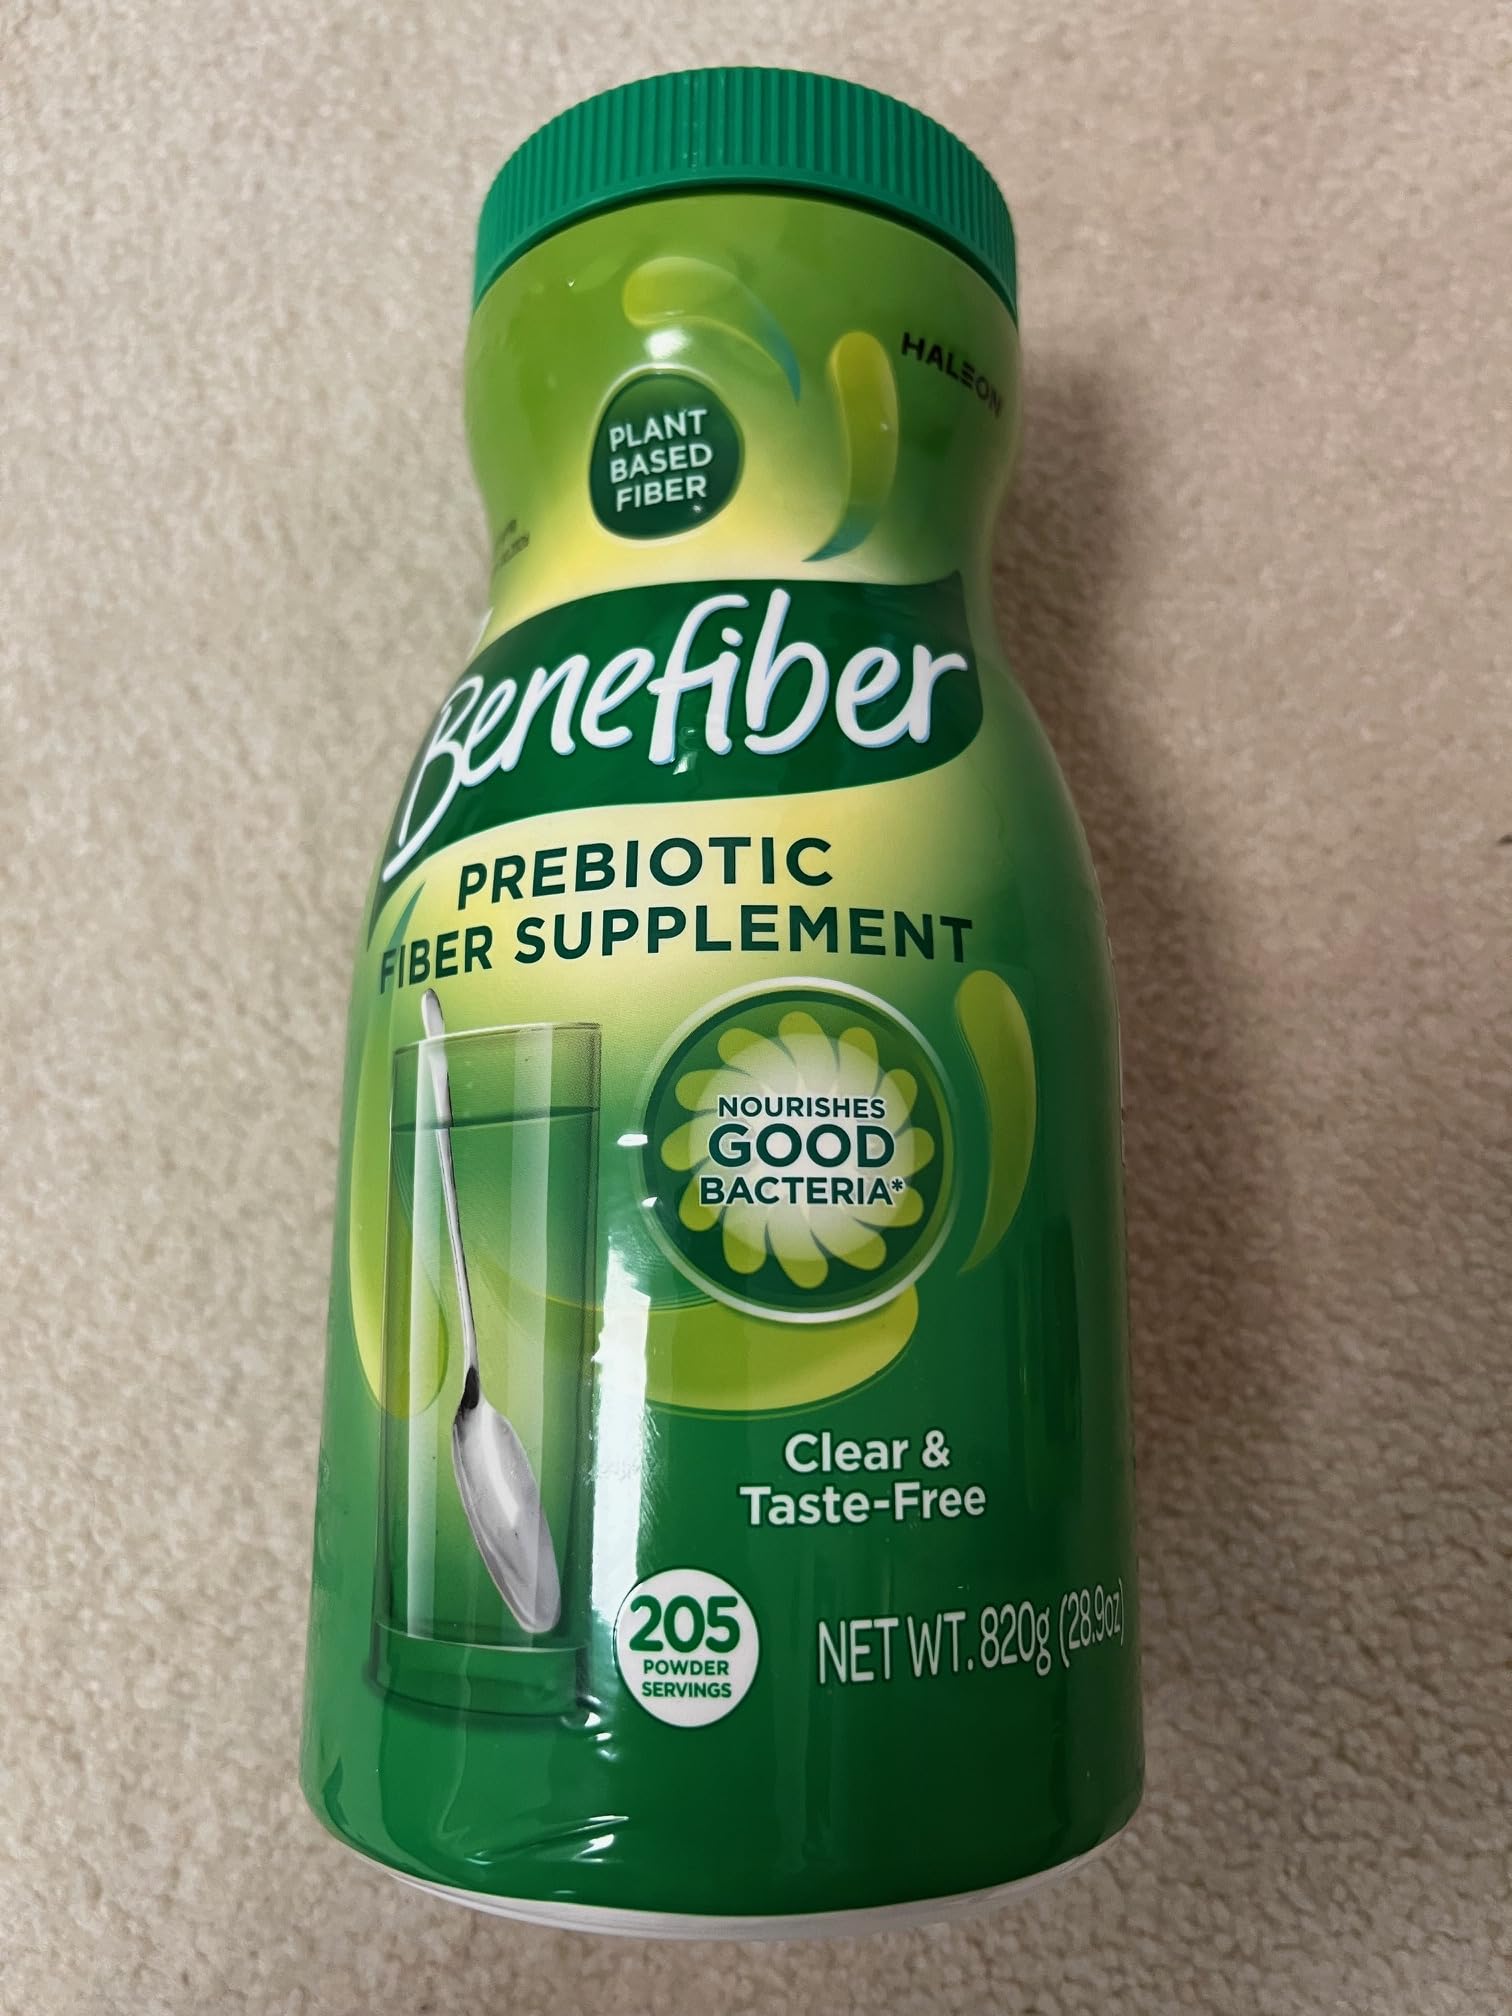 HALEON
PLANT
BASED
FIBER
Benefiber
PREBIOTIC
FIBER SUPPLEMENT
NOURISHES
GOOD
BACTERIA*
Clear &
Taste-Free
205
POWDER
SERVINGS
NET WT. 820g (28.9oz)